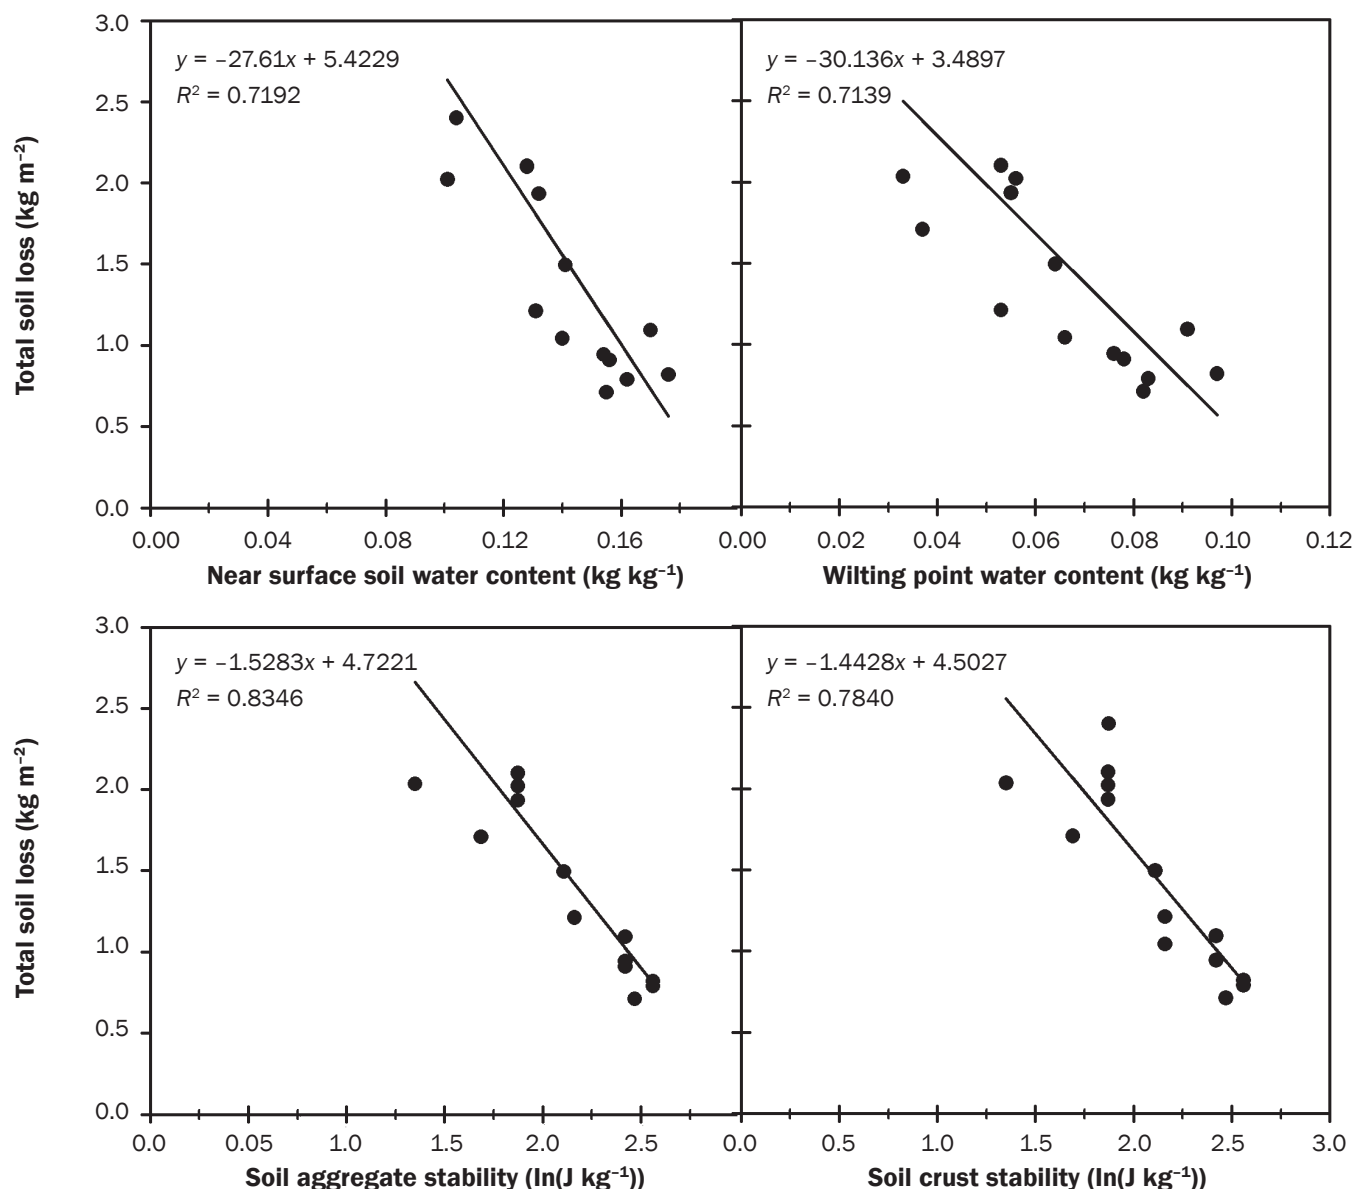 3.0
y = –27.61x + 5.4229
R² = 0.7192
2.5
2.0
1.5
1.0
0.5
0.0
Total soil loss (kg m⁻²)
0.00 0.04 0.08 0.12 0.16
Near surface soil water content (kg kg⁻¹)
y = –30.136x + 3.4897
R² = 0.7139
0.00 0.02 0.04 0.06 0.08 0.10 0.12
Wilting point water content (kg kg⁻¹)
3.0
y = –1.5283x + 4.7221
R² = 0.8346
2.5
2.0
1.5
1.0
0.5
0.0
Total soil loss (kg m⁻²)
0.0 0.05 1.0 1.5 2.0 2.5
Soil aggregate stability (ln(J kg⁻¹))
y = –1.4428x + 4.5027
R² = 0.7840
0.0 0.5 1.0 1.5 2.0 2.5 3.0
Soil crust stability (ln(J kg⁻¹))